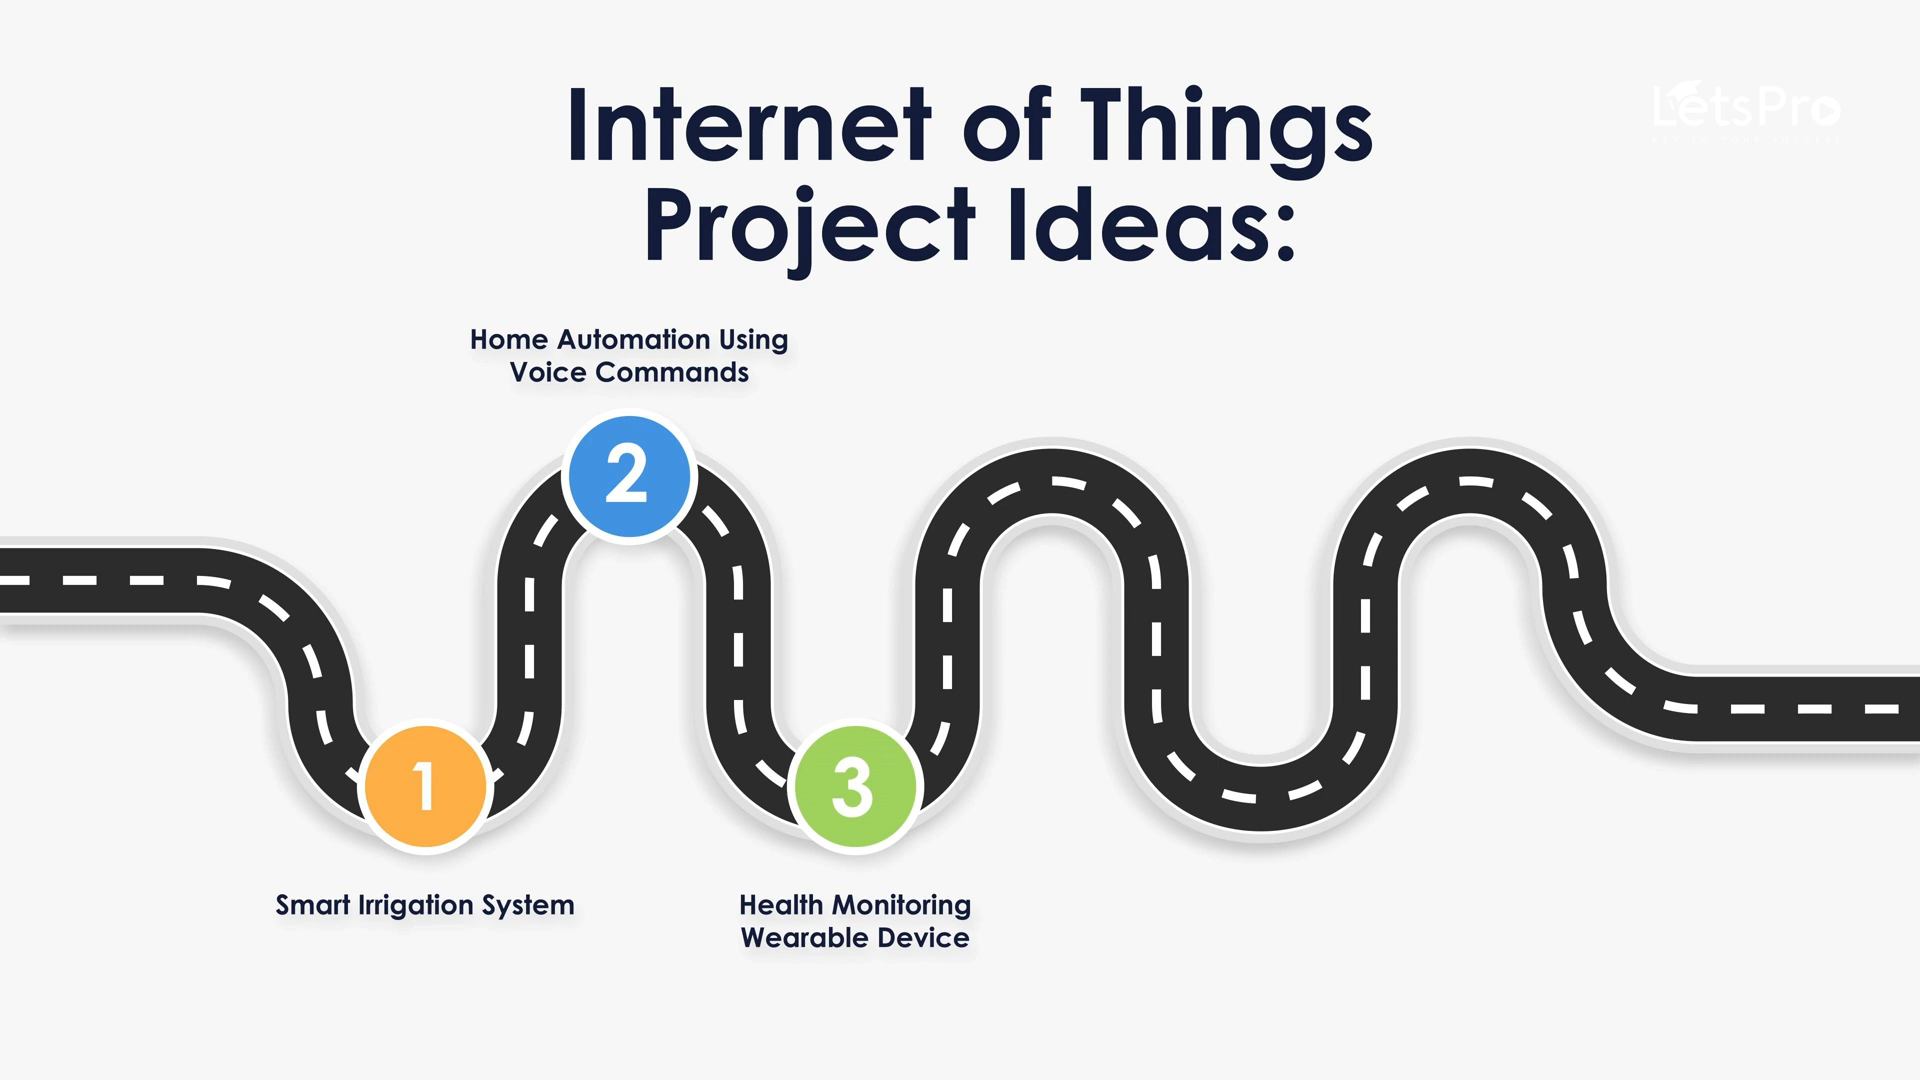 Internet of Things
Project Ideas:
LetsPro
Home Automation Using
Voice Commands
2
1
3
Smart Irrigation System
Health Monitoring
Wearable Device